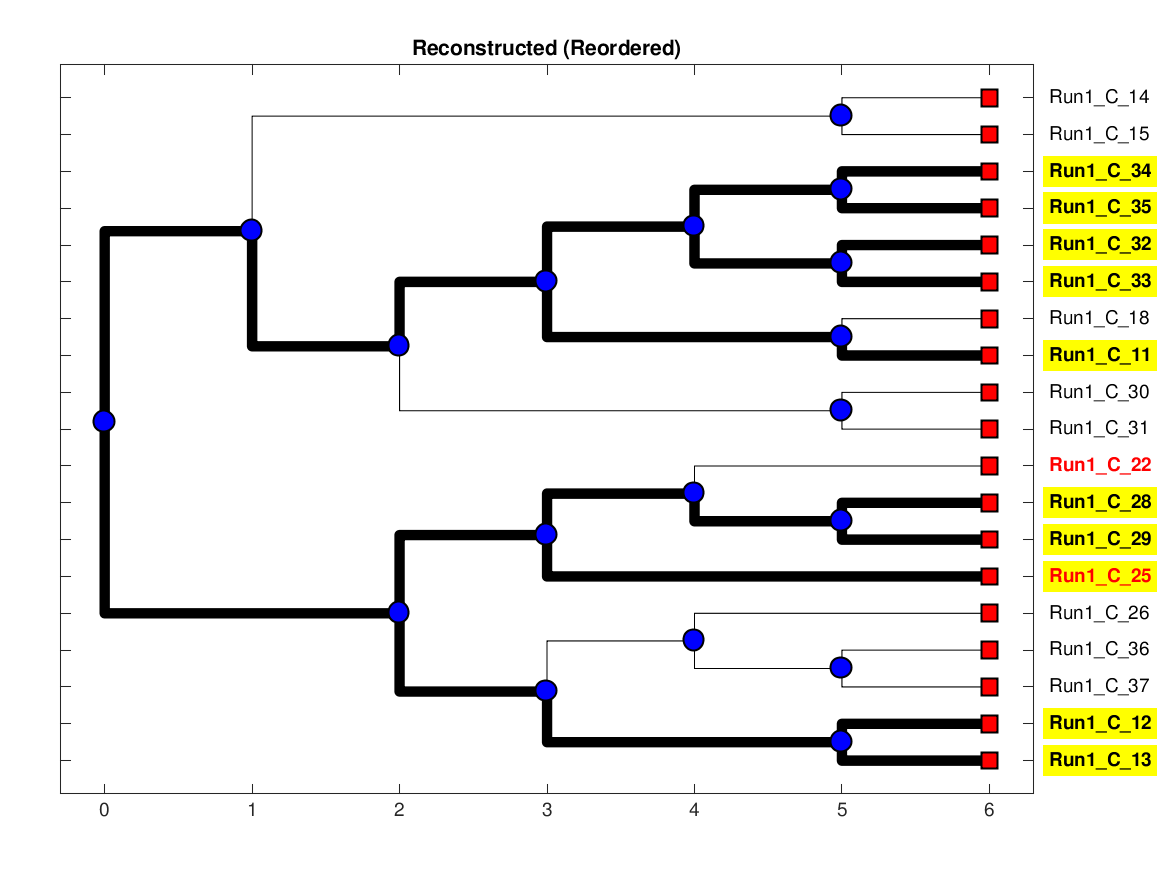 Reconstructed (Reordered)
Run1_C_14
Run1_C_15
Run1_C_34
Run1_C_35
Run1_C_32
Run1_C_33
Run1_C_18
Run1_C_11
Run1_C_30
Run1_C_31
Run1_C_22
Run1_C_28
Run1_C_29
Run1_C_25
Run1_C_26
Run1_C_36
Run1_C_37
Run1_C_12
Run1_C_13
0 1 2 3 4 5 6